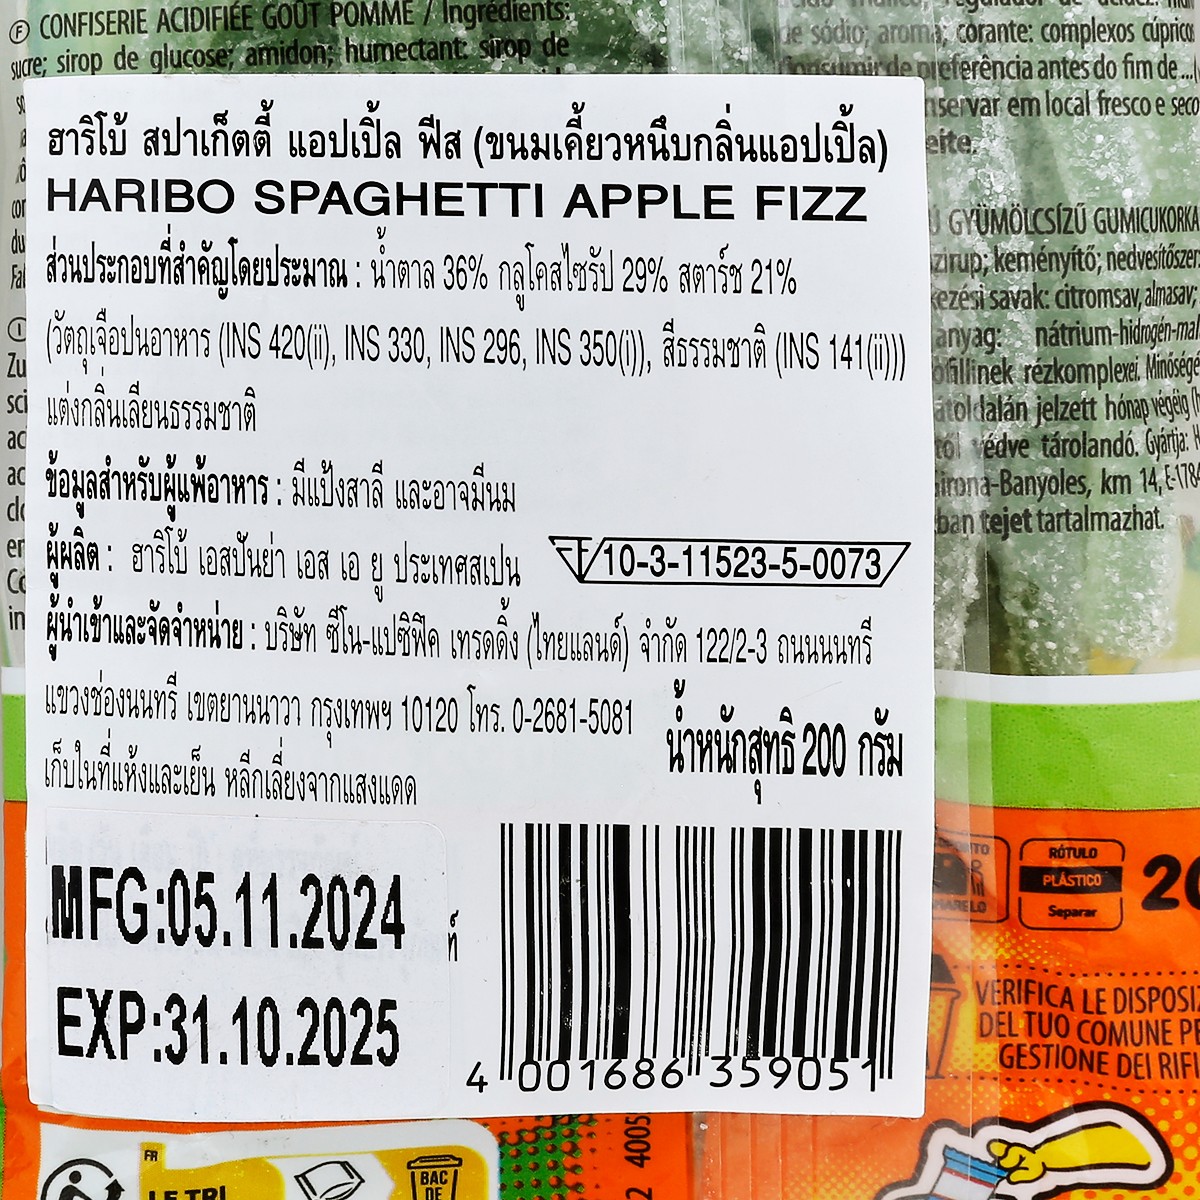 Ⓕ CONFISERIE ACIDIFIÉE GOÛT POMME / Ingrédients:
sucre; sirop de glucose; amidon; humectant: sirop de
corante: complexos cúpricos
preferência antes do fim de ...
em local fresco e seco
ฮาริโบ้ สปาเก็ตตี้ แอปเปิ้ล ฟีส (ขนมเคี้ยวหนึบกลิ่นแอปเปิ้ล)
HARIBO SPAGHETTI APPLE FIZZ
ส่วนประกอบที่สำคัญโดยประมาณ : น้ำตาล 36% กลูโคสไซรัป 29% สตาร์ช 21%
(วัตถุเจือปนอาหาร (INS 420(ii), INS 330, INS 296, INS 350(i)), สีธรรมชาติ (INS 141(ii)))
แต่งกลิ่นเลียนธรรมชาติ
ข้อมูลสำหรับผู้แพ้อาหาร : มีแป้งสาลี และอาจมีนม
ผู้ผลิต : ฮาริโบ้ เอสปันย่า เอส เอ ยู ประเทศสเปน
10-3-11523-5-0073
ผู้นำเข้าและจัดจำหน่าย : บริษัท ซีโน-แปซิฟิค เทรดดิ้ง (ไทยแลนด์) จำกัด 122/2-3 ถนนนนทรี
แขวงช่องนนทรี เขตยานนาวา กรุงเทพฯ 10120 โทร. 0-2681-5081
น้ำหนักสุทธิ 200 กรัม
เก็บในที่แห้งและเย็น หลีกเลี่ยงจากแสงแดด
MFG:05.11.2024
EXP:31.10.2025
4 001686 359051
GYÜMÖLCSÍZŰ GUMICUKORKA
keményítő; nedvesítőszer:
savak: citromsav, almasav;
nátrium-hidrogén-mal
rézkomplexei. Minősége
jelzett hónap végéig
védve tárolandó. Gyártja: H
Girona-Banyoles, km 14, E-1784
tejet tartalmazhat.
RÓTULO
PLÁSTICO
Separar
VERIFICA LE DISPOSIZ
DEL TUO COMUNE PE
GESTIONE DEI RIFI
4005
FR
LE TRI
BAC
DE